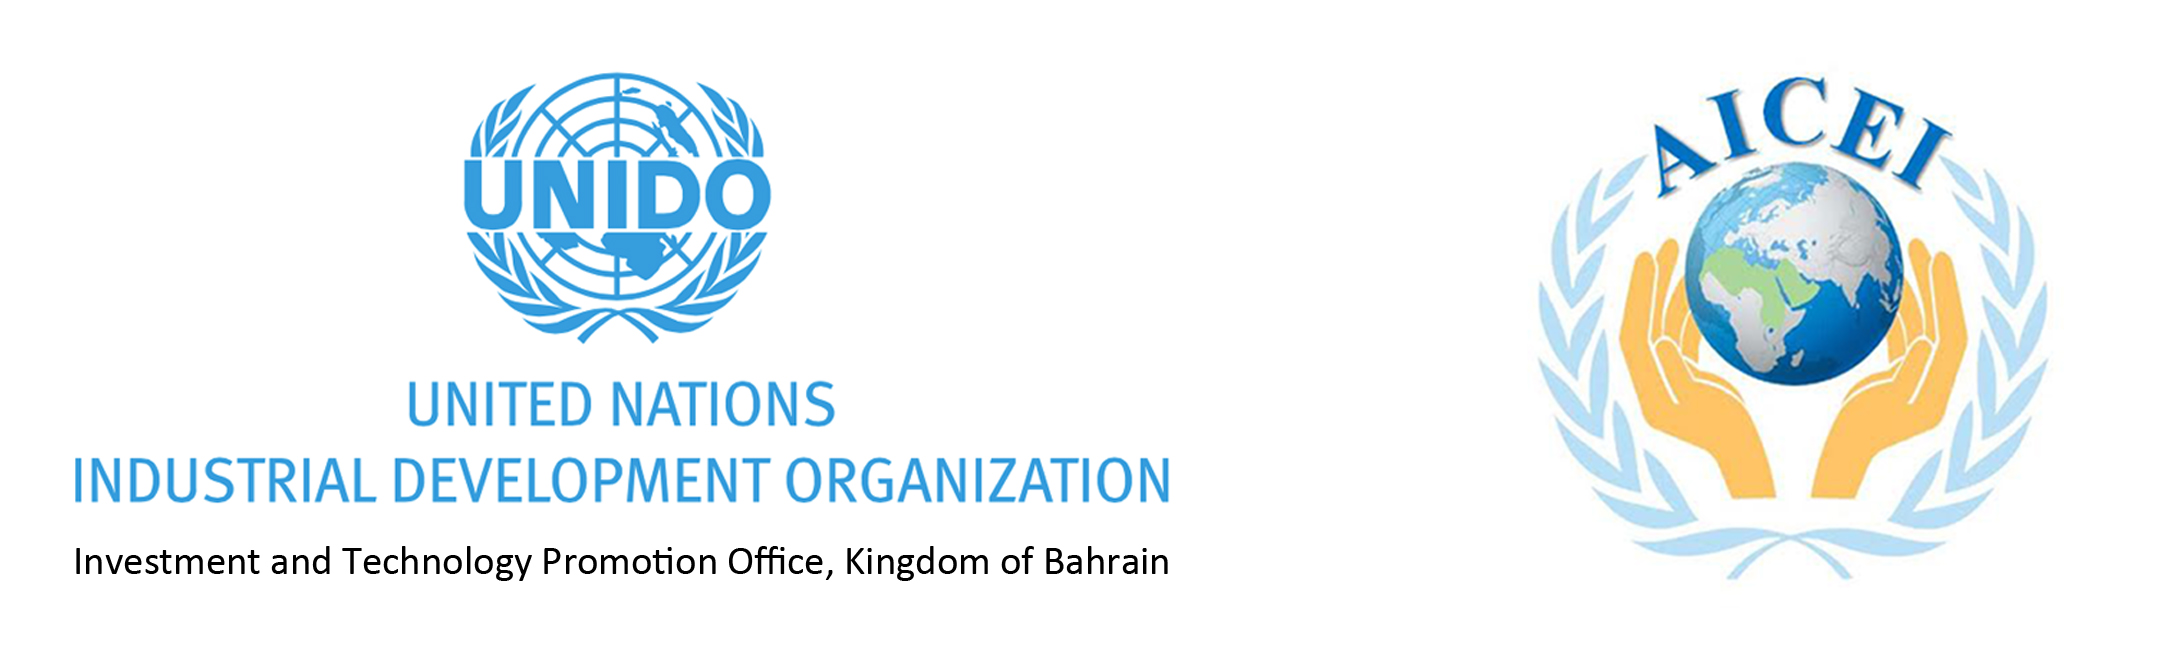 UNIDO
UNITED NATIONS
INDUSTRIAL DEVELOPMENT ORGANIZATION
Investment and Technology Promotion Office, Kingdom of Bahrain
AICEI